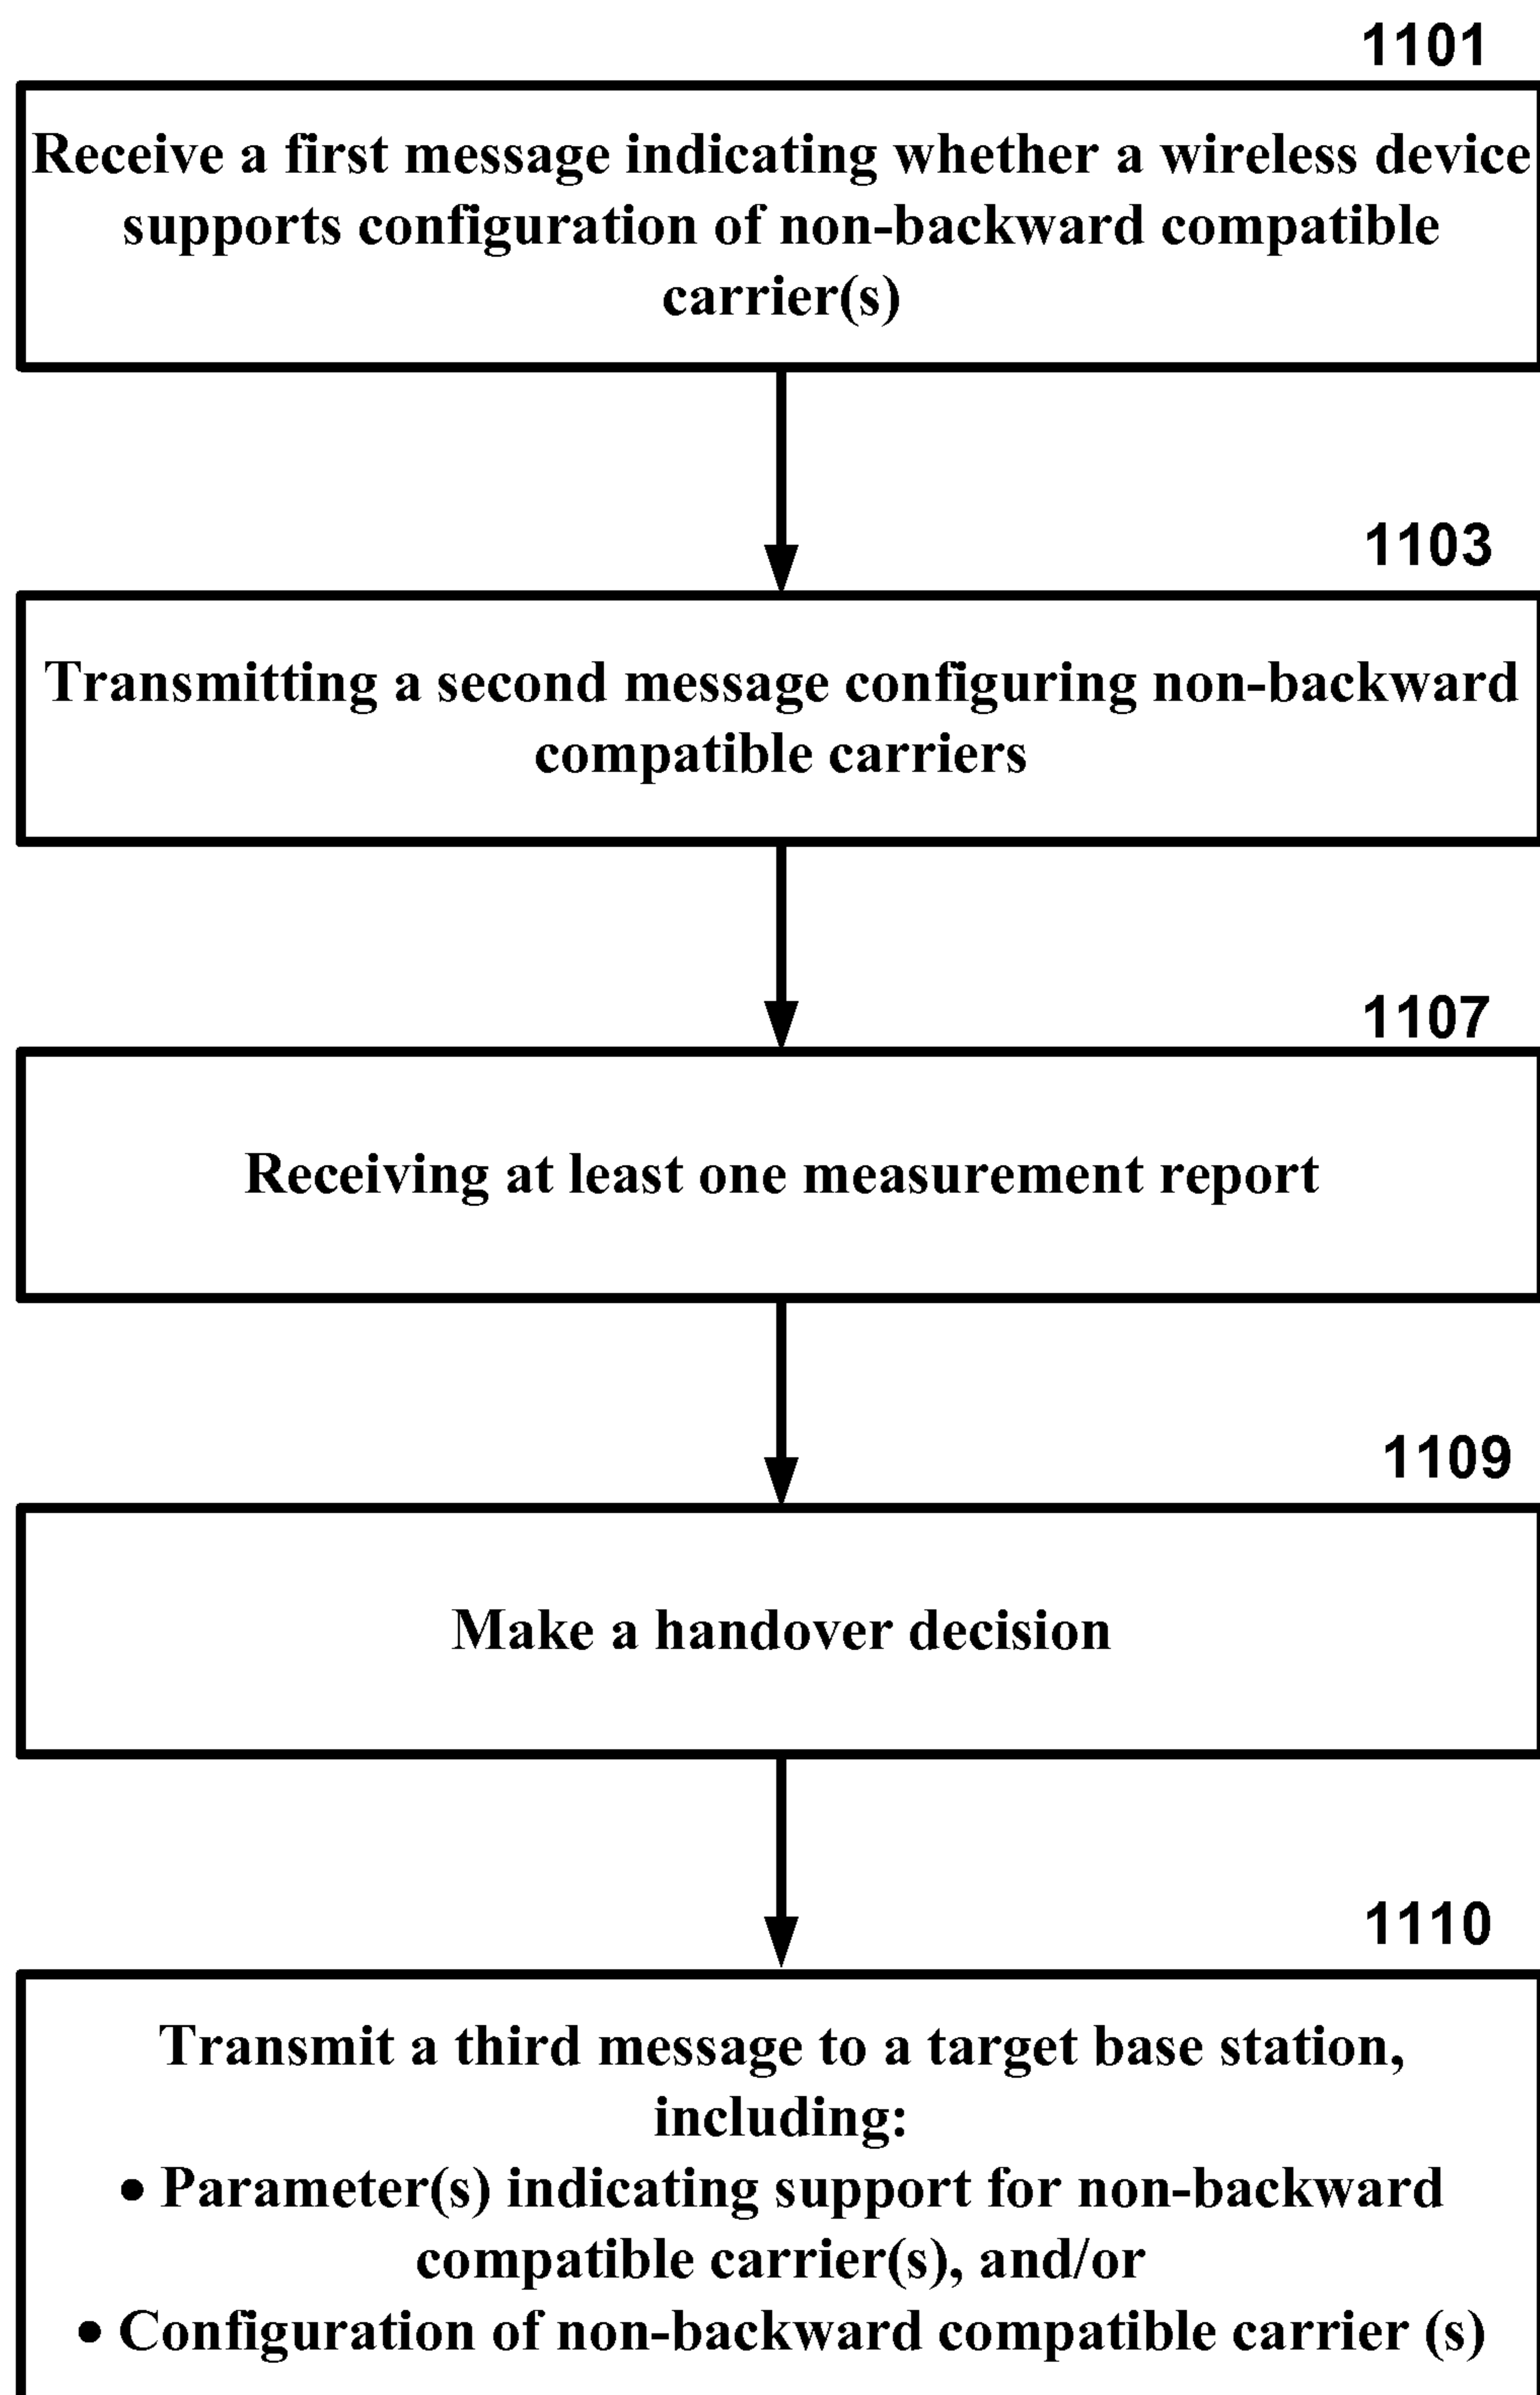 1101
Receive a first message indicating whether a wireless device
supports configuration of non-backward compatible
carrier(s)
1103
Transmitting a second message configuring non-backward
compatible carriers
1107
Receiving at least one measurement report
1109
Make a handover decision
1110
Transmit a third message to a target base station,
including:
• Parameter(s) indicating support for non-backward
compatible carrier(s), and/or
• Configuration of non-backward compatible carrier (s)